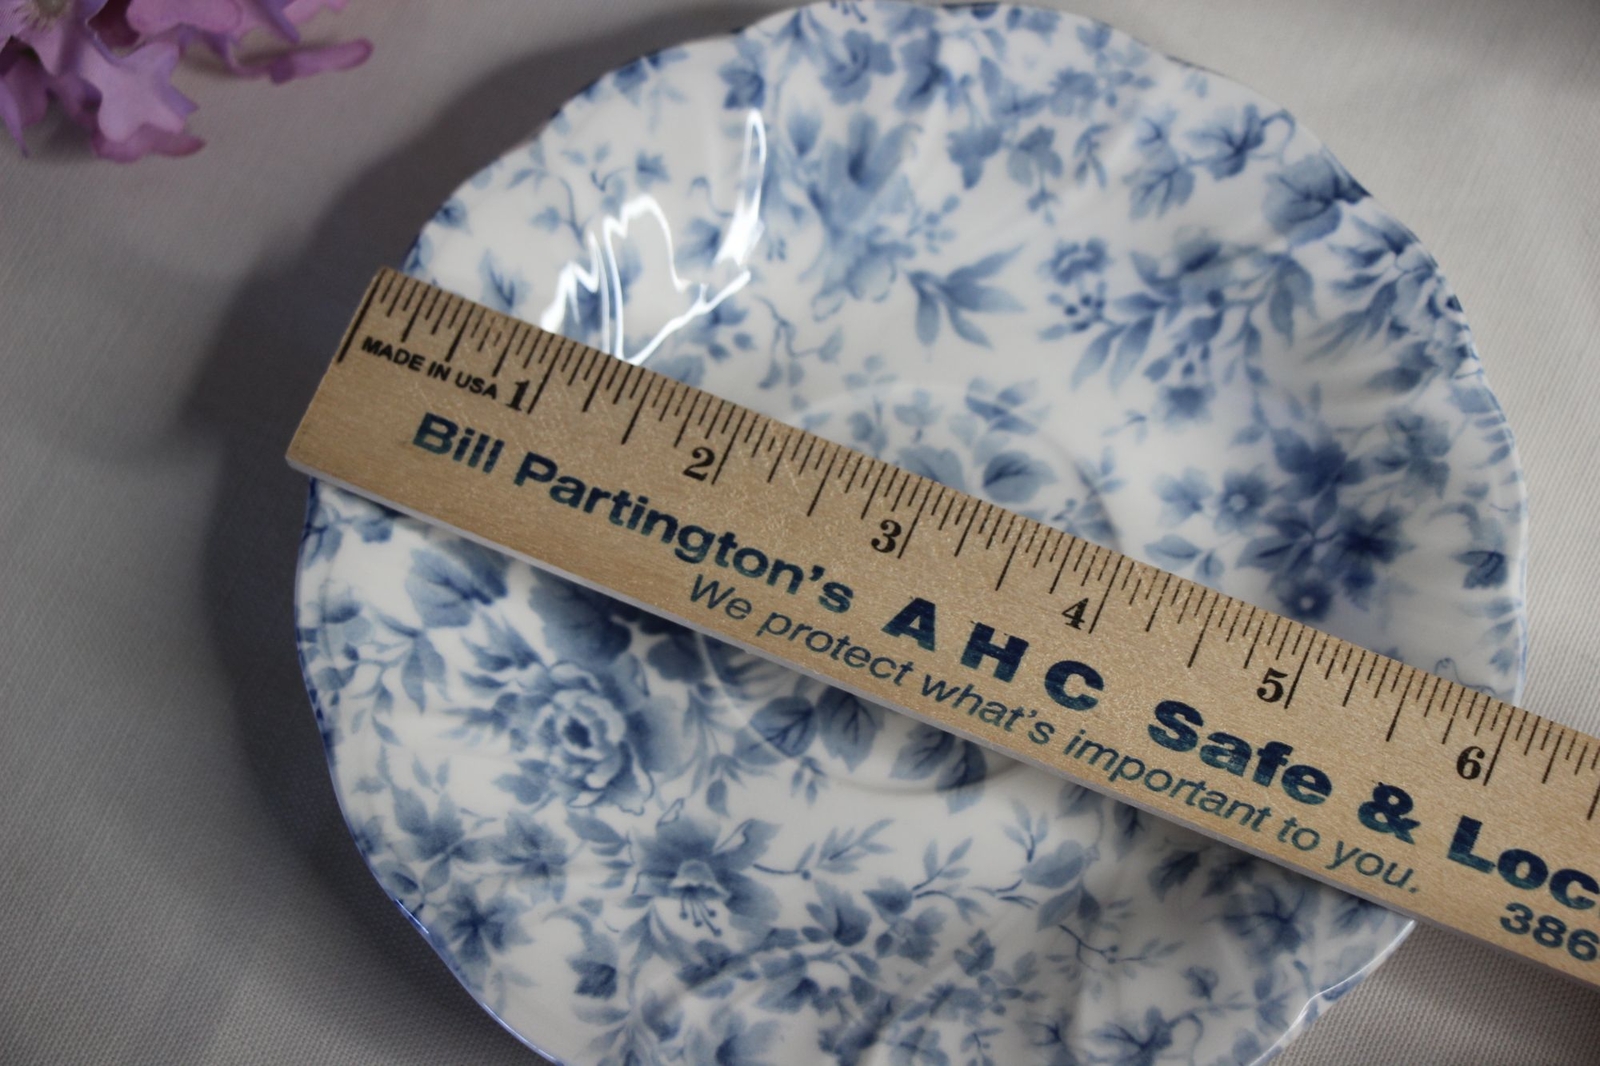 MADE IN USA 1 2 3 4 5 6
Bill Partington's A H C Safe & Loc
We protect what's important to you.
386